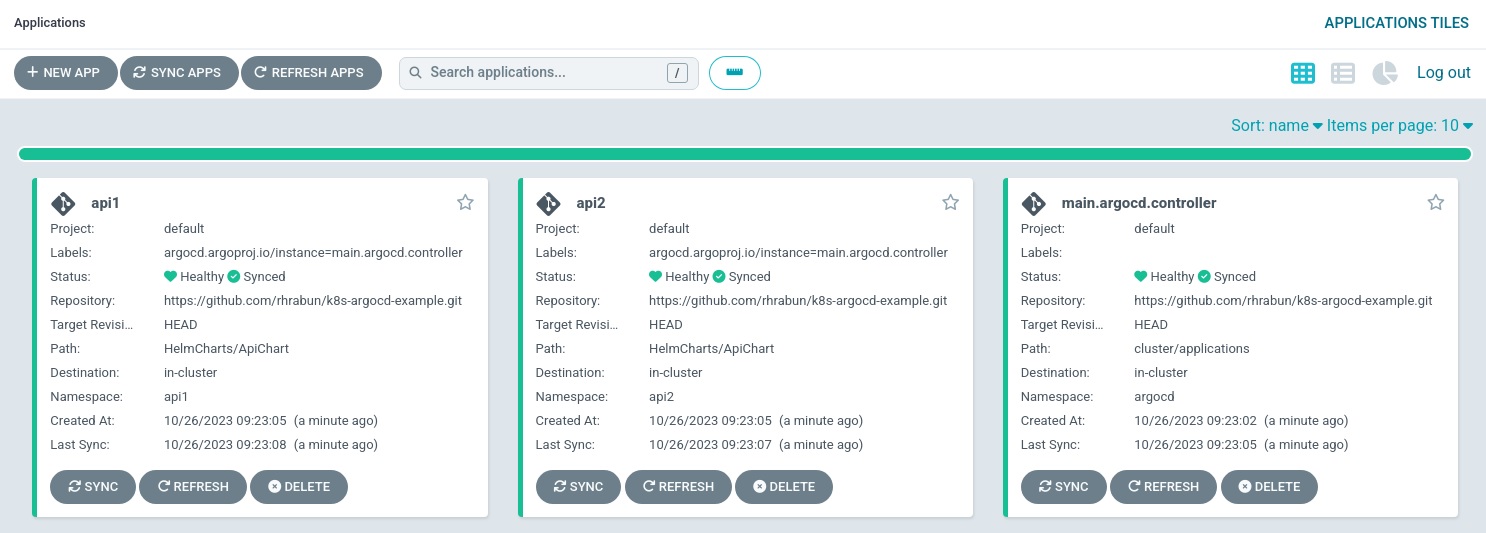 Applications
APPLICATIONS TILES
+ NEW APP
SYNC APPS
REFRESH APPS
Search applications...
/
Log out
Sort: name
Items per page: 10
api1
Project: default
Labels: argocd.argoproj.io/instance=main.argocd.controller
Status: Healthy Synced
Repository: https://github.com/rhrabun/k8s-argocd-example.git
Target Revisi... HEAD
Path: HelmCharts/ApiChart
Destination: in-cluster
Namespace: api1
Created At: 10/26/2023 09:23:05 (a minute ago)
Last Sync: 10/26/2023 09:23:08 (a minute ago)
SYNC REFRESH DELETE
api2
Project: default
Labels: argocd.argoproj.io/instance=main.argocd.controller
Status: Healthy Synced
Repository: https://github.com/rhrabun/k8s-argocd-example.git
Target Revisi... HEAD
Path: HelmCharts/ApiChart
Destination: in-cluster
Namespace: api2
Created At: 10/26/2023 09:23:05 (a minute ago)
Last Sync: 10/26/2023 09:23:07 (a minute ago)
SYNC REFRESH DELETE
main.argocd.controller
Project: default
Labels:
Status: Healthy Synced
Repository: https://github.com/rhrabun/k8s-argocd-example.git
Target Revisi... HEAD
Path: cluster/applications
Destination: in-cluster
Namespace: argocd
Created At: 10/26/2023 09:23:02 (a minute ago)
Last Sync: 10/26/2023 09:23:05 (a minute ago)
SYNC REFRESH DELETE